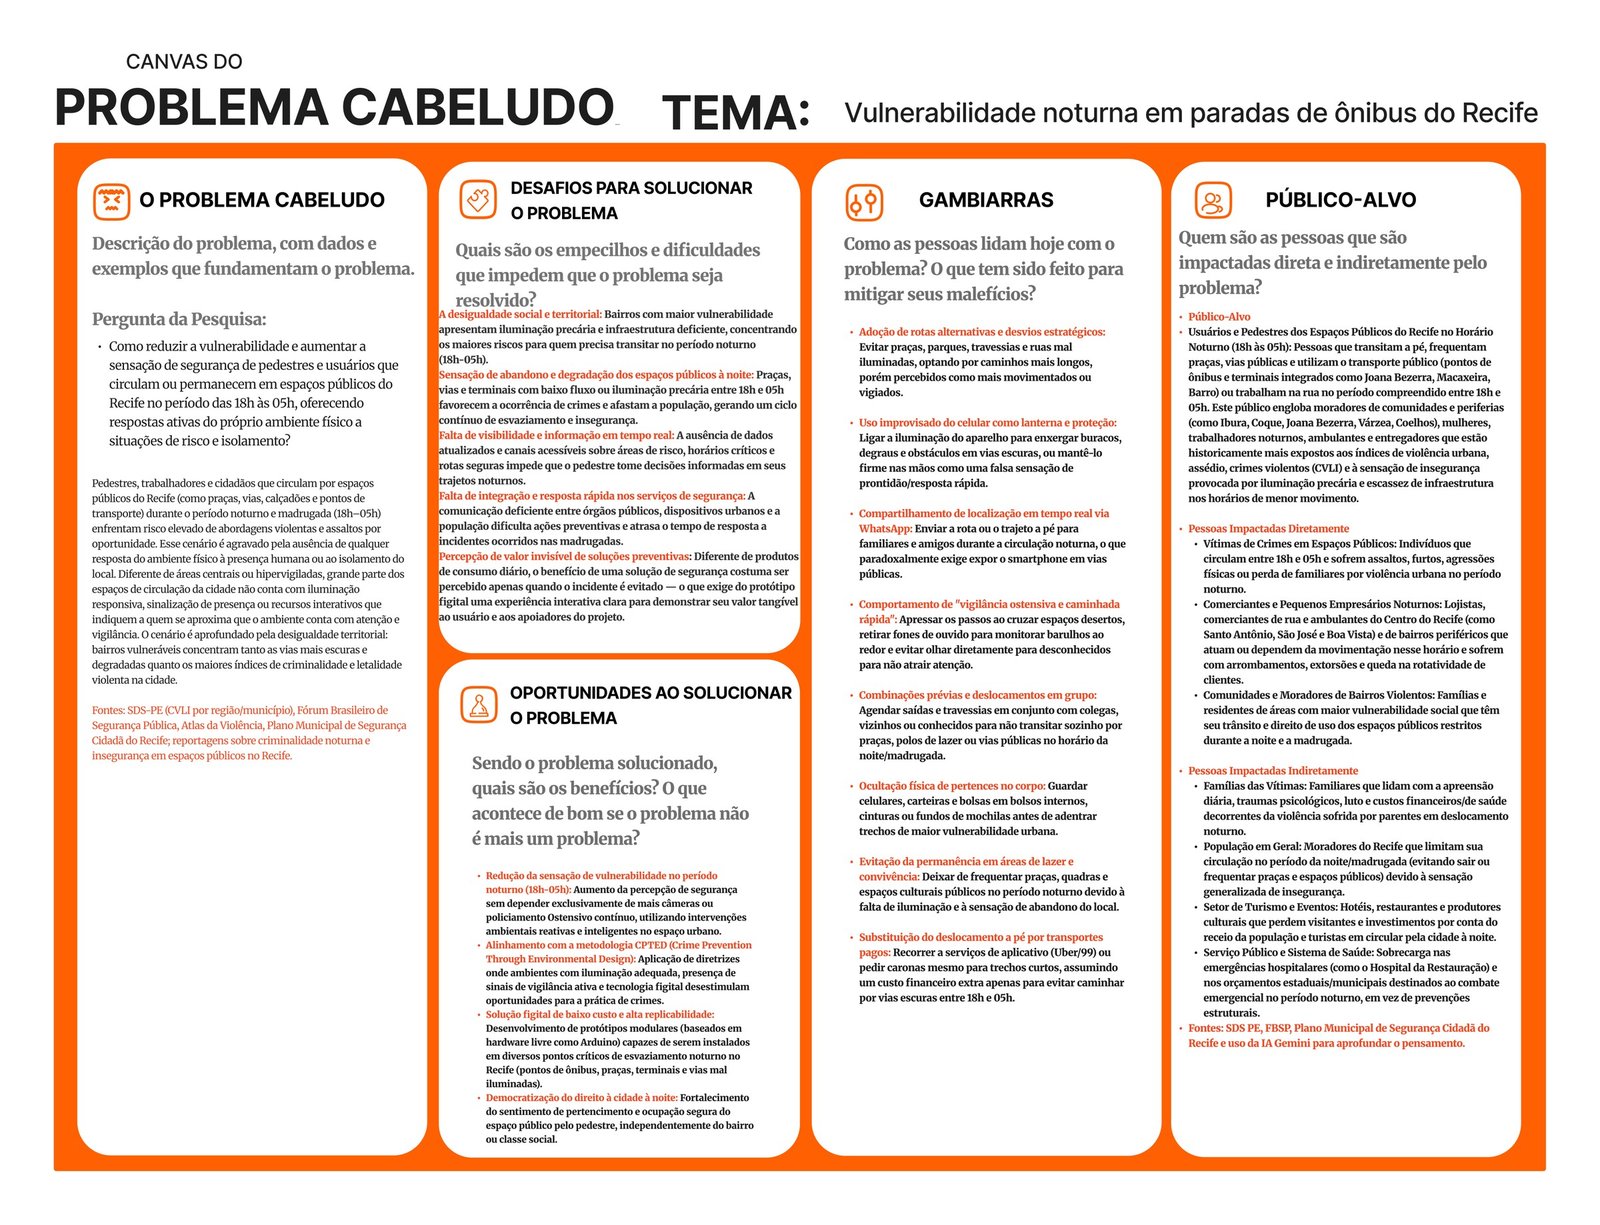 CANVAS DO
PROBLEMA CABELUDO
TEMA:
Vulnerabilidade noturna em paradas de ônibus do Recife
O PROBLEMA CABELUDO
Descrição do problema, com dados e
exemplos que fundamentam o problema.
Pergunta da Pesquisa:
• Como reduzir a vulnerabilidade e aumentar a
sensação de segurança de pedestres e usuários que
circulam ou permanecem em espaços públicos do
Recife no período das 18h às 05h, oferecendo
respostas ativas do próprio ambiente físico a
situações de risco e isolamento?
Pedestres, trabalhadores e cidadãos que circulam por espaços
públicos do Recife (como praças, vias, calçadões e pontos de
transporte) durante o período noturno e madrugada (18h–05h)
enfrentam risco elevado de abordagens violentas e assaltos por
oportunidade. Esse cenário é agravado pela ausência de qualquer
resposta do ambiente físico à presença humana ou ao isolamento do
local. Diferente de áreas centrais ou hipervigiladas, grande parte dos
espaços de circulação da cidade não conta com iluminação
responsiva, sinalização de presença ou recursos interativos que
indiquem a quem se aproxima que o ambiente conta com atenção e
vigilância. O cenário é aprofundado pela desigualdade territorial:
bairros vulneráveis concentram tanto as vias mais escuras e
degradadas quanto os maiores índices de criminalidade e letalidade
violenta na cidade.
Fontes: SDS-PE (CVLI por região/município), Fórum Brasileiro de
Segurança Pública, Atlas da Violência, Plano Municipal de Segurança
Cidadã do Recife; reportagens sobre criminalidade noturna e
insegurança em espaços públicos no Recife.
DESAFIOS PARA SOLUCIONAR
O PROBLEMA
Quais são os empecilhos e dificuldades
que impedem que o problema seja
resolvido?
A desigualdade social e territorial: Bairros com maior vulnerabilidade
apresentam iluminação precária e infraestrutura deficiente, concentrando
os maiores riscos para quem precisa transitar no período noturno
(18h-05h).
Sensação de abandono e degradação dos espaços públicos à noite: Praças,
vias e terminais com baixo fluxo ou iluminação precária entre 18h e 05h
favorecem a ocorrência de crimes e afastam a população, gerando um ciclo
contínuo de esvaziamento e insegurança.
Falta de visibilidade e informação em tempo real: A ausência de dados
atualizados e canais acessíveis sobre áreas de risco, horários críticos e
rotas seguras impede que o pedestre tome decisões informadas em seus
trajetos noturnos.
Falta de integração e resposta rápida nos serviços de segurança: A
comunicação deficiente entre órgãos públicos, dispositivos urbanos e a
população dificulta ações preventivas e atrasa o tempo de resposta a
incidentes ocorridos nas madrugadas.
Percepção de valor invisível de soluções preventivas: Diferente de produtos
de consumo diário, o benefício de uma solução de segurança costuma ser
percebido apenas quando o incidente é evitado — o que exige do protótipo
figital uma experiência interativa clara para demonstrar seu valor tangível
ao usuário e aos apoiadores do projeto.
OPORTUNIDADES AO SOLUCIONAR
O PROBLEMA
Sendo o problema solucionado,
quais são os benefícios? O que
acontece de bom se o problema não
é mais um problema?
• Redução da sensação de vulnerabilidade no período
noturno (18h-05h): Aumento da percepção de segurança
sem depender exclusivamente de mais câmeras ou
policiamento Ostensivo contínuo, utilizando intervenções
ambientais reativas e inteligentes no espaço urbano.
• Alinhamento com a metodologia CPTED (Crime Prevention
Through Environmental Design): Aplicação de diretrizes
onde ambientes com iluminação adequada, presença de
sinais de vigilância ativa e tecnologia figital desestimulam
oportunidades para a prática de crimes.
• Solução figital de baixo custo e alta replicabilidade:
Desenvolvimento de protótipos modulares (baseados em
hardware livre como Arduino) capazes de serem instalados
em diversos pontos críticos de esvaziamento noturno no
Recife (pontos de ônibus, praças, terminais e vias mal
iluminadas).
• Democratização do direito à cidade à noite: Fortalecimento
do sentimento de pertencimento e ocupação segura do
espaço público pelo pedestre, independentemente do bairro
ou classe social.
GAMBIARRAS
Como as pessoas lidam hoje com o
problema? O que tem sido feito para
mitigar seus malefícios?
• Adoção de rotas alternativas e desvios estratégicos:
Evitar praças, parques, travessias e ruas mal
iluminadas, optando por caminhos mais longos,
porém percebidos como mais movimentados ou
vigiados.
• Uso improvisado do celular como lanterna e proteção:
Ligar a iluminação do aparelho para enxergar buracos,
degraus e obstáculos em vias escuras, ou mantê-lo
firme nas mãos como uma falsa sensação de
prontidão/resposta rápida.
• Compartilhamento de localização em tempo real via
WhatsApp: Enviar a rota ou o trajeto a pé para
familiares e amigos durante a circulação noturna, o que
paradoxalmente exige expor o smartphone em vias
públicas.
• Comportamento de "vigilância ostensiva e caminhada
rápida": Apressar os passos ao cruzar espaços desertos,
retirar fones de ouvido para monitorar barulhos ao
redor e evitar olhar diretamente para desconhecidos
para não atrair atenção.
• Combinações prévias e deslocamentos em grupo:
Agendar saídas e travessias em conjunto com colegas,
vizinhos ou conhecidos para não transitar sozinho por
praças, polos de lazer ou vias públicas no horário da
noite/madrugada.
• Ocultação física de pertences no corpo: Guardar
celulares, carteiras e bolsas em bolsos internos,
cinturas ou fundos de mochilas antes de adentrar
trechos de maior vulnerabilidade urbana.
• Evitação da permanência em áreas de lazer e
convivência: Deixar de frequentar praças, quadras e
espaços culturais públicos no período noturno devido à
falta de iluminação e à sensação de abandono do local.
• Substituição do deslocamento a pé por transportes
pagos: Recorrer a serviços de aplicativo (Uber/99) ou
pedir caronas mesmo para trechos curtos, assumindo
um custo financeiro extra apenas para evitar caminhar
por vias escuras entre 18h e 05h.
PÚBLICO-ALVO
Quem são as pessoas que são
impactadas direta e indiretamente pelo
problema?
• Público-Alvo
• Usuários e Pedestres dos Espaços Públicos do Recife no Horário
Noturno (18h às 05h): Pessoas que transitam a pé, frequentam
praças, vias públicas e utilizam o transporte público (pontos de
ônibus e terminais integrados como Joana Bezerra, Macaxeira,
Barro) ou trabalham na rua no período compreendido entre 18h e
05h. Este público engloba moradores de comunidades e periferias
(como Ibura, Coque, Joana Bezerra, Várzea, Coelhos), mulheres,
trabalhadores noturnos, ambulantes e entregadores que estão
historicamente mais expostos aos índices de violência urbana,
assédio, crimes violentos (CVLI) e à sensação de insegurança
provocada por iluminação precária e escassez de infraestrutura
nos horários de menor movimento.
• Pessoas Impactadas Diretamente
• Vítimas de Crimes em Espaços Públicos: Indivíduos que
circulam entre 18h e 05h e sofrem assaltos, furtos, agressões
físicas ou perda de familiares por violência urbana no período
noturno.
• Comerciantes e Pequenos Empresários Noturnos: Lojistas,
comerciantes de rua e ambulantes do Centro do Recife (como
Santo Antônio, São José e Boa Vista) e de bairros periféricos que
atuam ou dependem da movimentação nesse horário e sofrem
com arrombamentos, extorsões e queda na rotatividade de
clientes.
• Comunidades e Moradores de Bairros Violentos: Famílias e
residentes de áreas com maior vulnerabilidade social que têm
seu trânsito e direito de uso dos espaços públicos restritos
durante a noite e a madrugada.
• Pessoas Impactadas Indiretamente
• Famílias das Vítimas: Familiares que lidam com a apreensão
diária, traumas psicológicos, luto e custos financeiros/de saúde
decorrentes da violência sofrida por parentes em deslocamento
noturno.
• População em Geral: Moradores do Recife que limitam sua
circulação no período da noite/madrugada (evitando sair ou
frequentar praças e espaços públicos) devido à sensação
generalizada de insegurança.
• Setor de Turismo e Eventos: Hotéis, restaurantes e produtores
culturais que perdem visitantes e investimentos por conta do
receio da população e turistas em circular pela cidade à noite.
• Serviço Público e Sistema de Saúde: Sobrecarga nas
emergências hospitalares (como o Hospital da Restauração) e
nos orçamentos estaduais/municipais destinados ao combate
emergencial no período noturno, em vez de prevenções
estruturais.
• Fontes: SDS PE, FBSP, Plano Municipal de Segurança Cidadã do
Recife e uso da IA Gemini para aprofundar o pensamento.